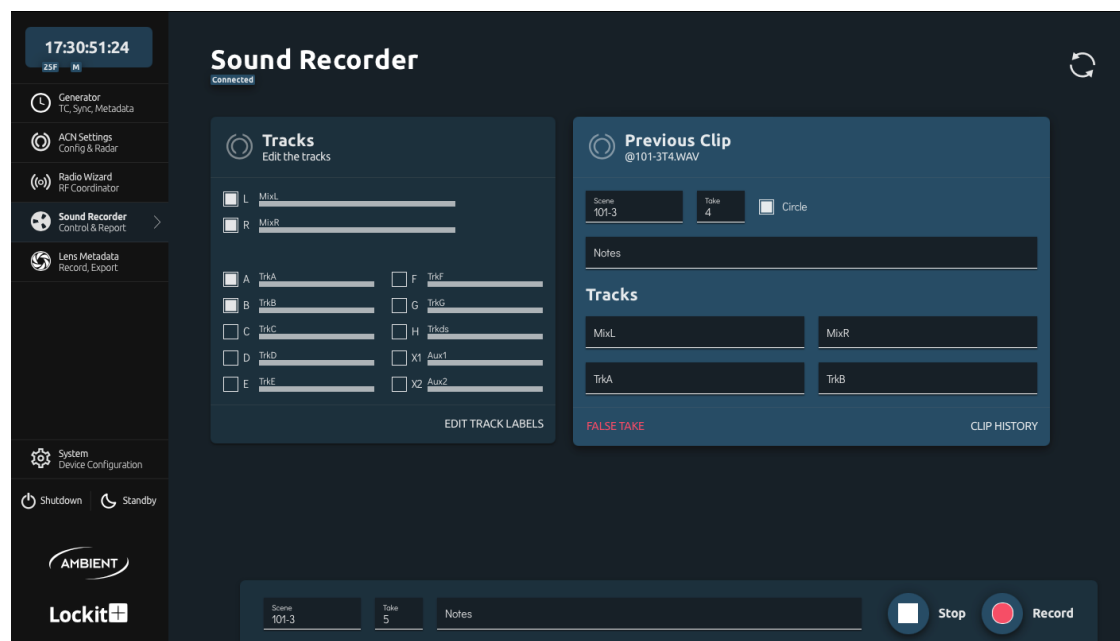 17:30:51:24
25F M
Generator
TC, Sync, Metadata
ACN Settings
Config & Radar
Radio Wizard
RF Coordinator
Sound Recorder
Control & Report
Lens Metadata
Record, Export
System
Device Configuration
Shutdown Standby
AMBIENT
Lockit+
Sound Recorder
Connected
Tracks
Edit the tracks
L MixL
R MixR
A TrkA
B TrkB
C TrkC
D TrkD
E TrkE
F TrkF
G TrkG
H Trkds
X1 Aux1
X2 Aux2
EDIT TRACK LABELS
Previous Clip
@101-3T4.WAV
Scene
101-3
Take
4
Circle
Notes
Tracks
MixL MixR
TrkA TrkB
FALSE TAKE CLIP HISTORY
Scene
101-3
Take
5
Notes
Stop Record